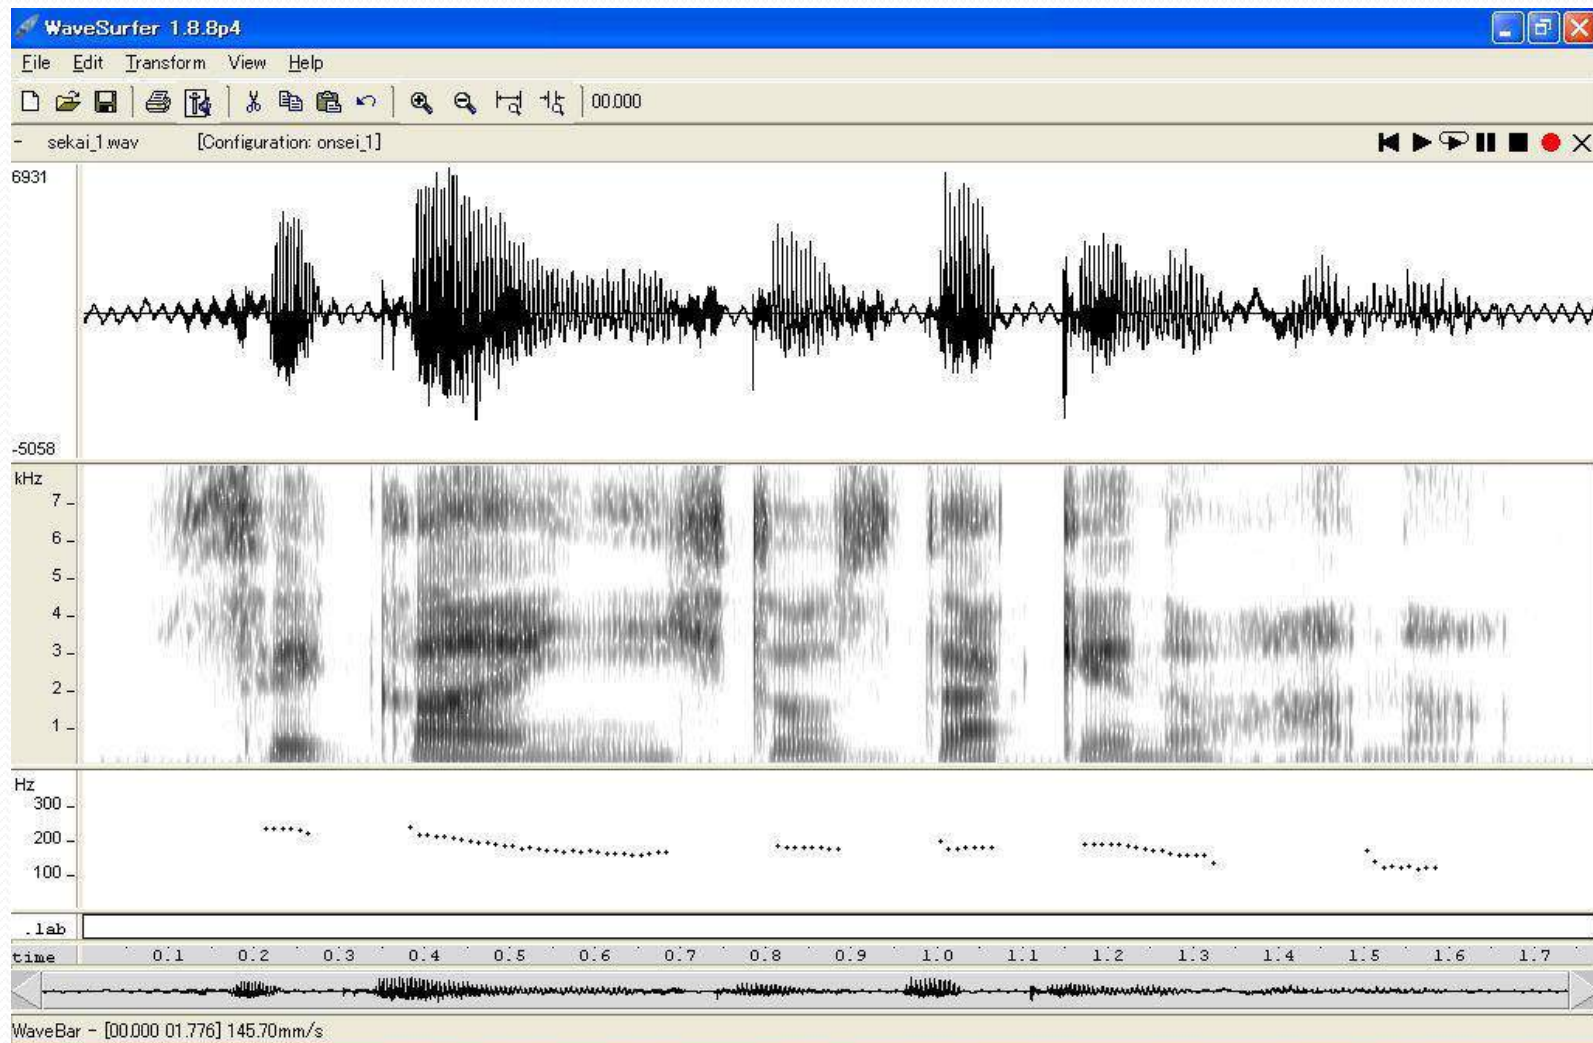 WaveSurfer 1.8.8p4
File Edit Transform View Help
00.000
- sekai_1.wav [Configuration: onsei_1]
6931
-5058
kHz
7
6
5
4
3
2
1
Hz
300
200
100
.lab
time 0.1 0.2 0.3 0.4 0.5 0.6 0.7 0.8 0.9 1.0 1.1 1.2 1.3 1.4 1.5 1.6 1.7
WaveBar - [00.000 01.776] 145.70mm/s